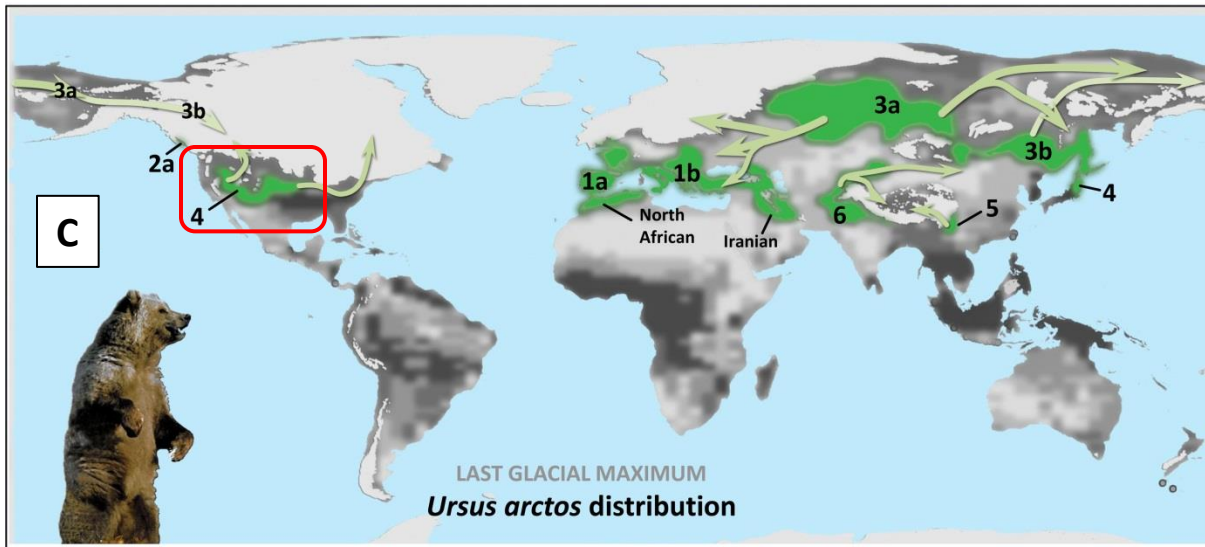 3a
3b
2a
4
C
3a
1b
1a
North
African
Iranian
6
5
3b
4
LAST GLACIAL MAXIMUM
Ursus arctos distribution